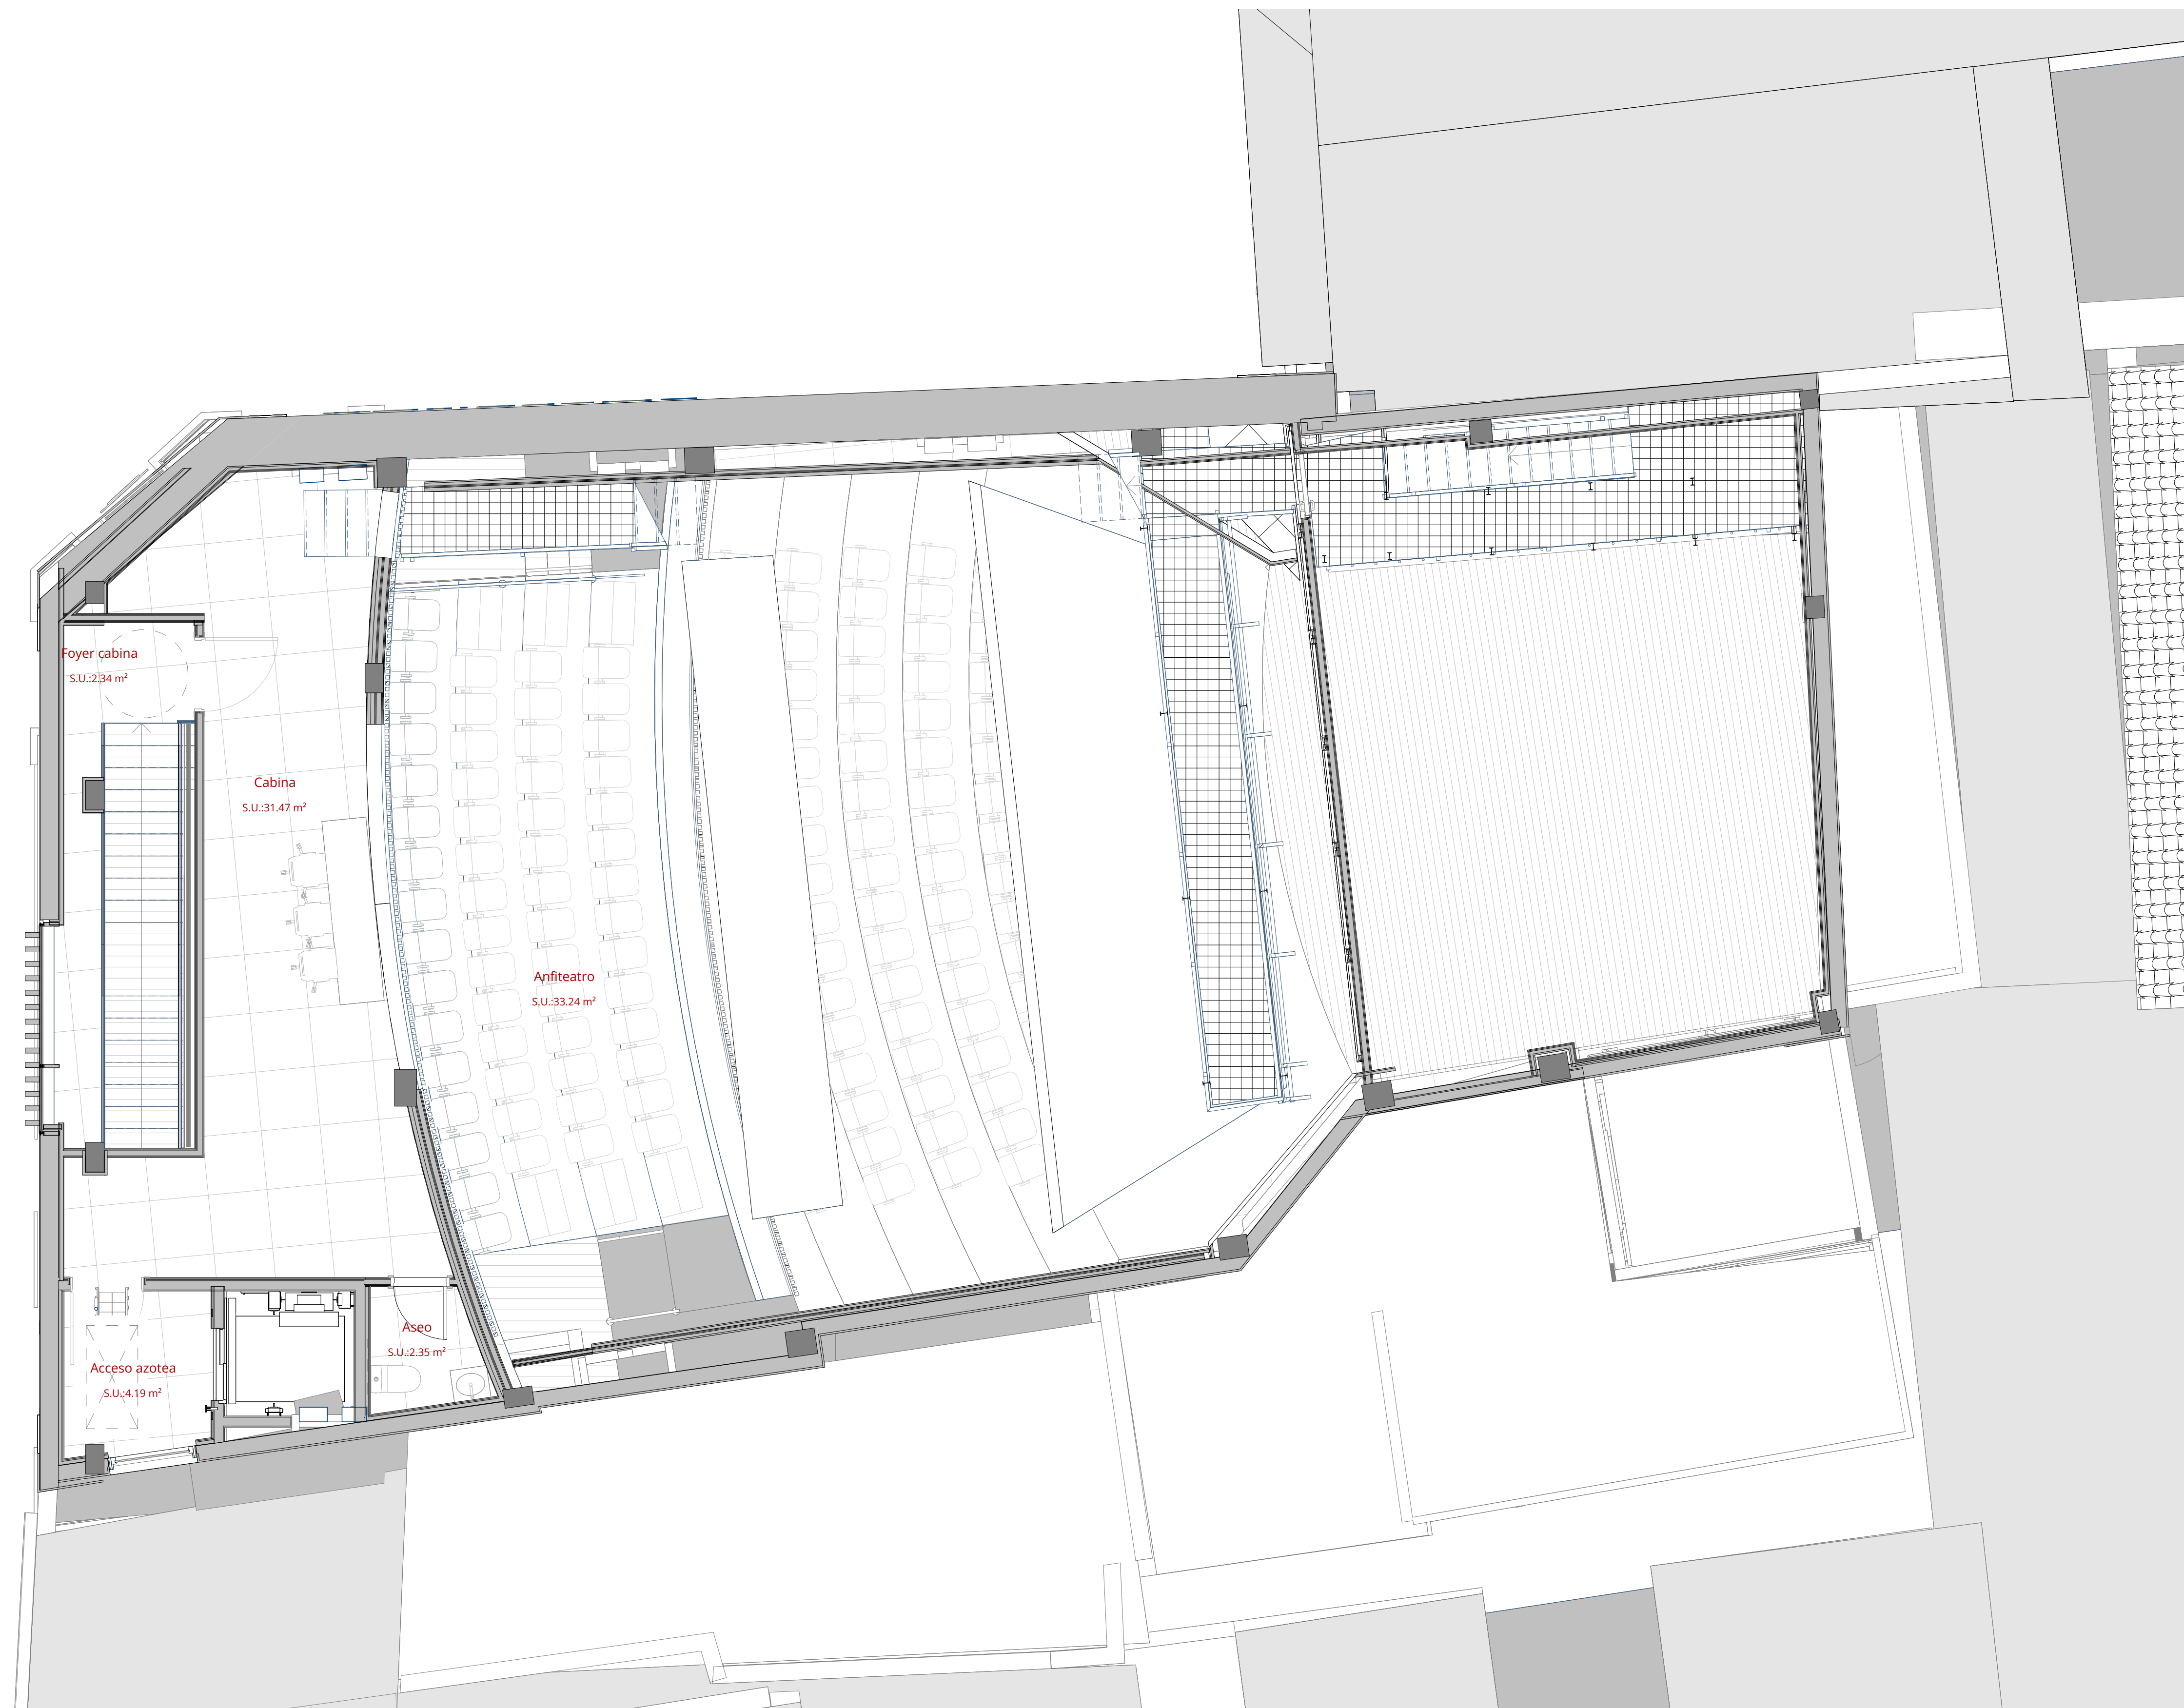 Foyer cabina
S.U.:2.34 m²
Cabina
S.U.:31.47 m²
Anfiteatro
S.U.:33.24 m²
Aseo
S.U.:2.35 m²
Acceso azotea
S.U.:4.19 m²